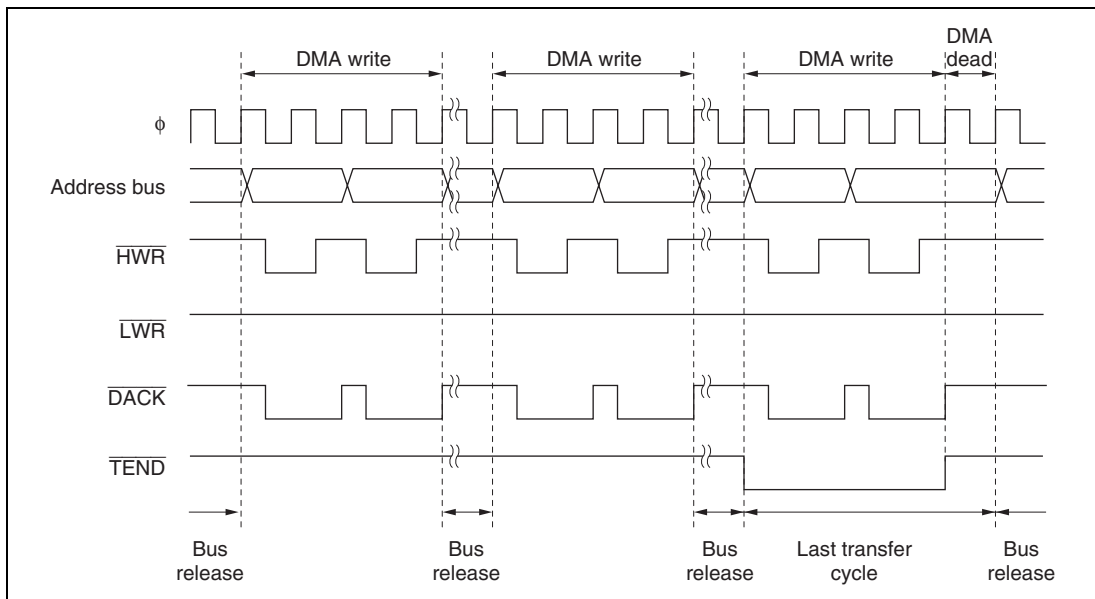 DMA
DMA write DMA write DMA write dead
ϕ
Address bus
HWR
LWR
DACK
TEND
Bus release
Bus release
Bus release
Last transfer cycle
Bus release